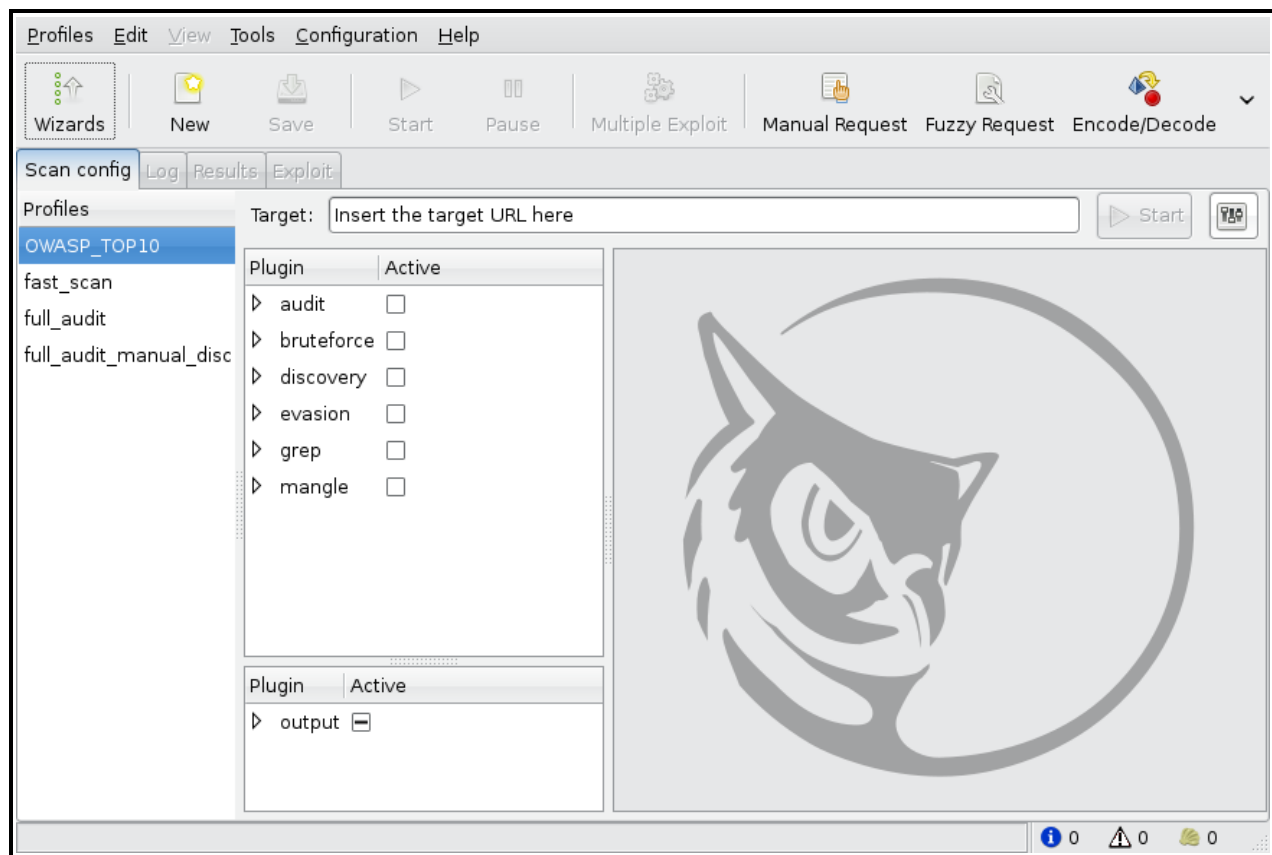 Profiles Edit View Tools Configuration Help
Wizards New Save Start Pause Multiple Exploit Manual Request Fuzzy Request Encode/Decode
Scan config Log Results Exploit
Profiles
OWASP_TOP10
fast_scan
full_audit
full_audit_manual_disc
Target: Insert the target URL here Start
Plugin Active
audit
bruteforce
discovery
evasion
grep
mangle
Plugin Active
output
0 0 0